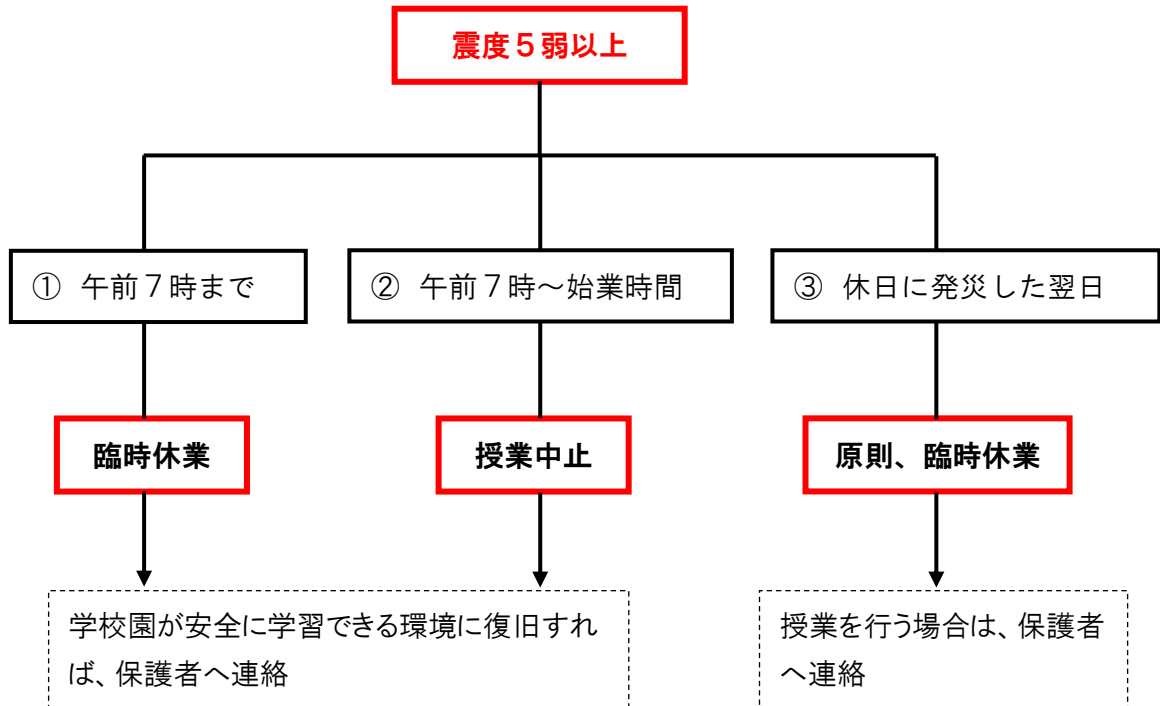 震度５弱以上
① 午前７時まで
② 午前７時～始業時間
③ 休日に発災した翌日
臨時休業
授業中止
原則、臨時休業
学校園が安全に学習できる環境に復旧すれ
ば、保護者へ連絡
授業を行う場合は、保護者
へ連絡